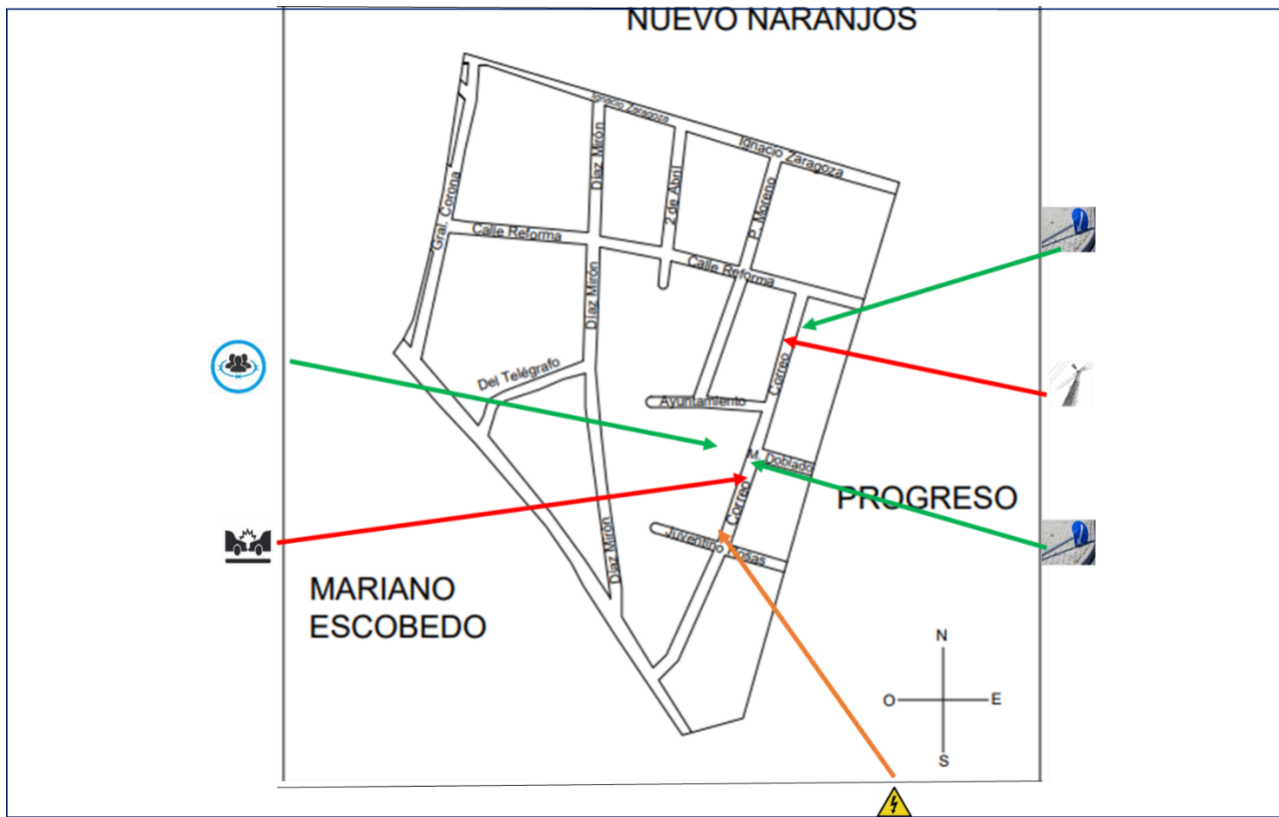 NUEVO NARANJOS
Ignacio Zaragoza
Ignacio Zaragoza
Díaz Mirón
2 de Abril
P. Moreno
Gral. Corona
Calle Reforma
Calle Reforma
Díaz Mirón
Correo
Del Telégrafo
Ayuntamiento
M. Doblado
PROGRESO
Correo
Juventino Rosas
Díaz Mirón
MARIANO
ESCOBEDO
N
O
E
S